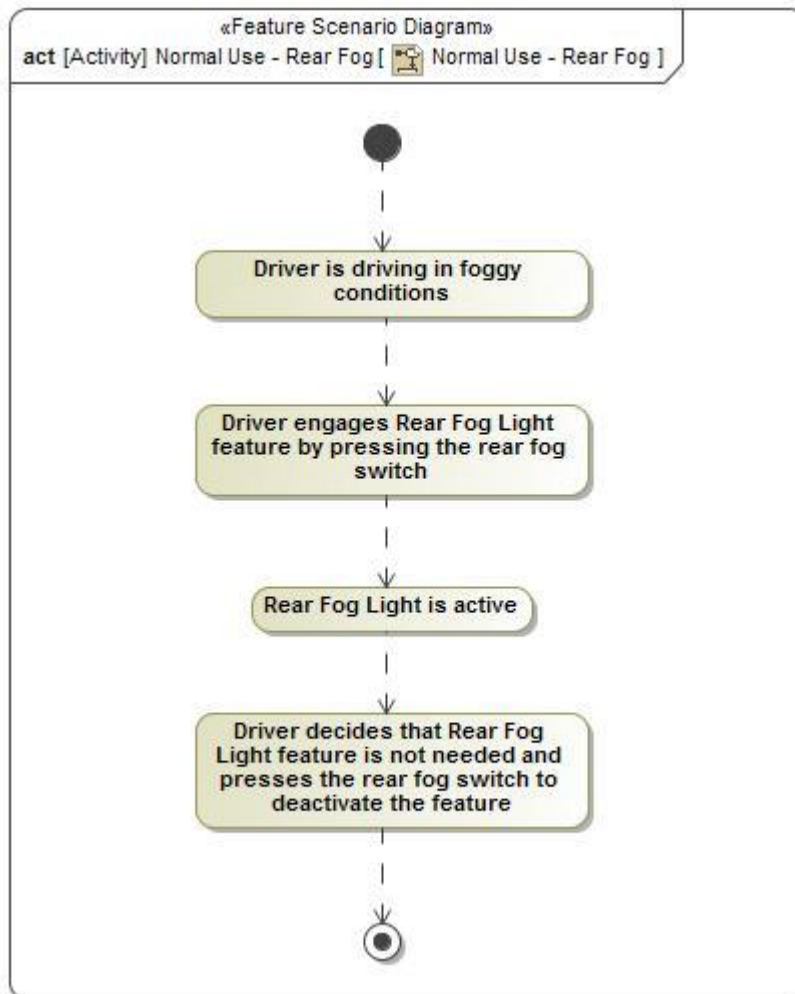 «Feature Scenario Diagram»
act [Activity] Normal Use - Rear Fog [ Normal Use - Rear Fog ]
Driver is driving in foggy
conditions
Driver engages Rear Fog Light
feature by pressing the rear fog
switch
Rear Fog Light is active
Driver decides that Rear Fog
Light feature is not needed and
presses the rear fog switch to
deactivate the feature